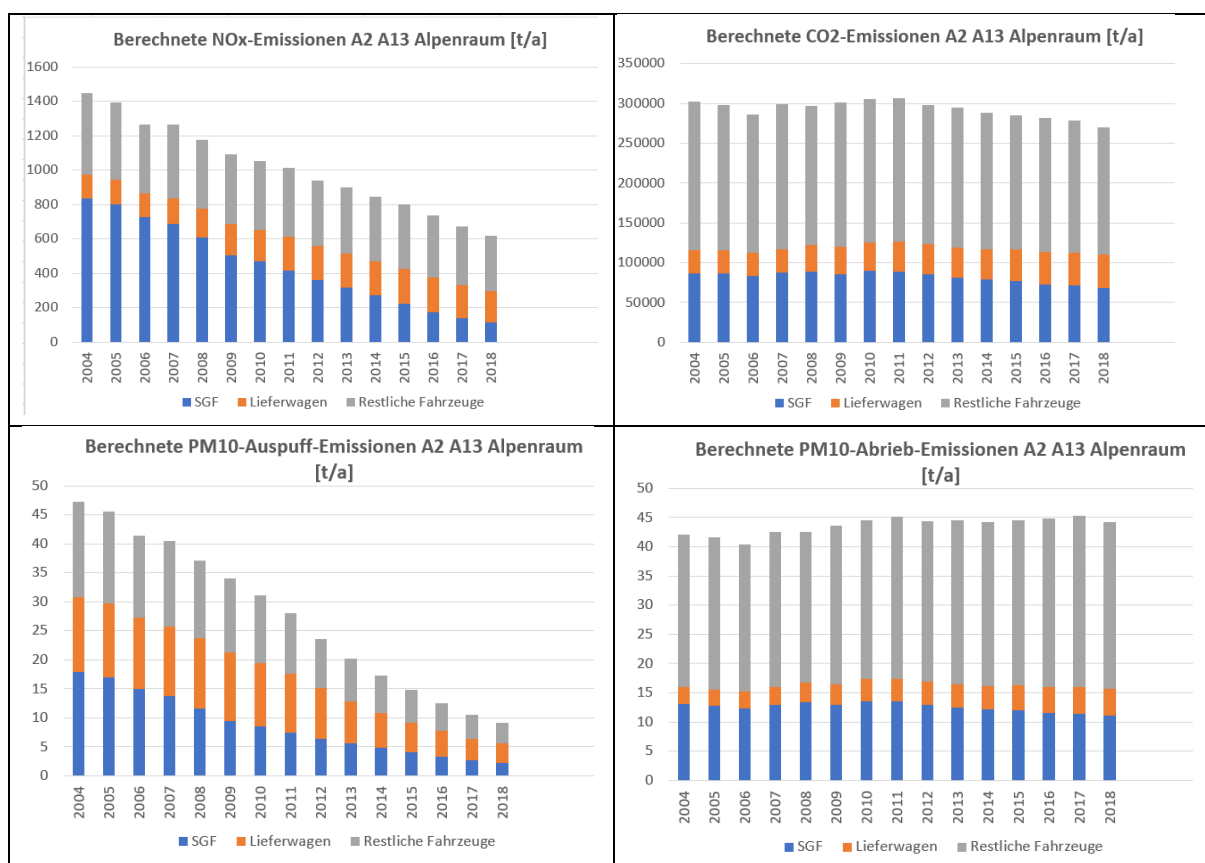 Berechnete NOx-Emissionen A2 A13 Alpenraum [t/a]
1600
1400
1200
1000
800
600
400
200
0
2004 2005 2006 2007 2008 2009 2010 2011 2012 2013 2014 2015 2016 2017 2018
SGF Lieferwagen Restliche Fahrzeuge
Berechnete CO2-Emissionen A2 A13 Alpenraum [t/a]
350000
300000
250000
200000
150000
100000
50000
0
2004 2005 2006 2007 2008 2009 2010 2011 2012 2013 2014 2015 2016 2017 2018
SGF Lieferwagen Restliche Fahrzeuge
Berechnete PM10-Auspuff-Emissionen A2 A13 Alpenraum
[t/a]
50
45
40
35
30
25
20
15
10
5
0
2004 2005 2006 2007 2008 2009 2010 2011 2012 2013 2014 2015 2016 2017 2018
SGF Lieferwagen Restliche Fahrzeuge
Berechnete PM10-Abrieb-Emissionen A2 A13 Alpenraum
[t/a]
50
45
40
35
30
25
20
15
10
5
0
2004 2005 2006 2007 2008 2009 2010 2011 2012 2013 2014 2015 2016 2017 2018
SGF Lieferwagen Restliche Fahrzeuge